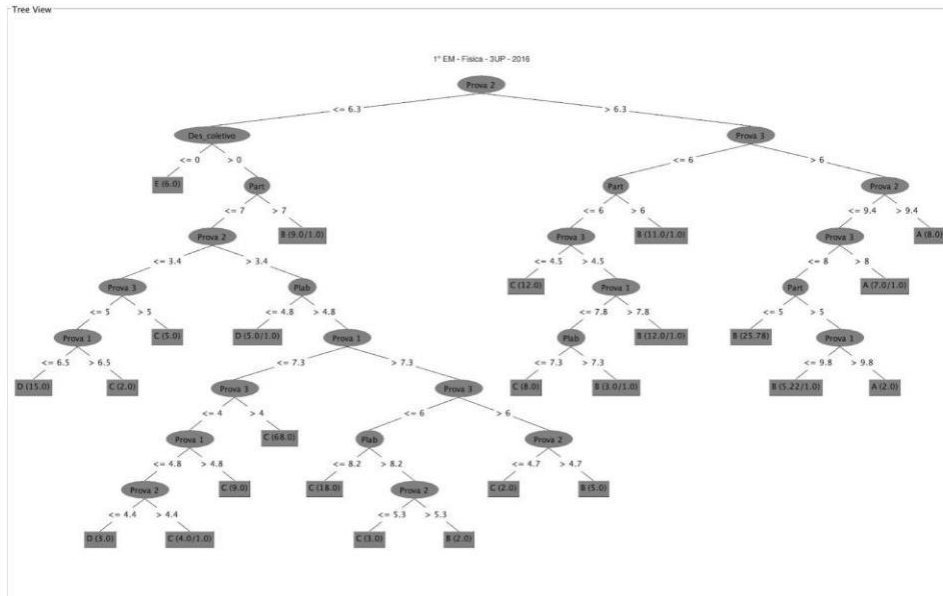 Tree View
1º EM - Física - 3UP - 2016
Prova 2
<= 6.3 > 6.3
Des_coletivo Prova 3
<= 0 > 0 <= 6 > 6
E (6.0) Part Part Prova 2
<= 7 > 7 <= 6 > 6 <= 9.4 > 9.4
Prova 2 B (9.0/1.0) Prova 3 B (11.0/1.0) Prova 3 A (8.0)
<= 3.4 > 3.4 <= 4.5 > 4.5 <= 8 > 8
Prova 3 Plab C (12.0) Prova 1 Part A (7.0/1.0)
<= 5 > 5 <= 4.8 > 4.8 <= 7.8 > 7.8 <= 5 > 5
Prova 1 C (5.0) D (5.0/1.0) Prova 1 Plab B (12.0/1.0) B (25.78) Prova 1
<= 6.5 > 6.5 <= 7.3 > 7.3 <= 7.3 > 7.3 <= 9.8 > 9.8
D (15.0) C (2.0) Prova 3 Prova 3 C (8.0) B (3.0/1.0) B (5.22/1.0) A (2.0)
<= 4 > 4 <= 6 > 6
Prova 1 C (68.0) Plab Prova 2
<= 4.8 > 4.8 <= 8.2 > 8.2 <= 4.7 > 4.7
Prova 2 C (9.0) C (18.0) Prova 2 C (2.0) B (5.0)
<= 4.4 > 4.4 <= 5.3 > 5.3
D (3.0) C (4.0/1.0) C (3.0) B (2.0)